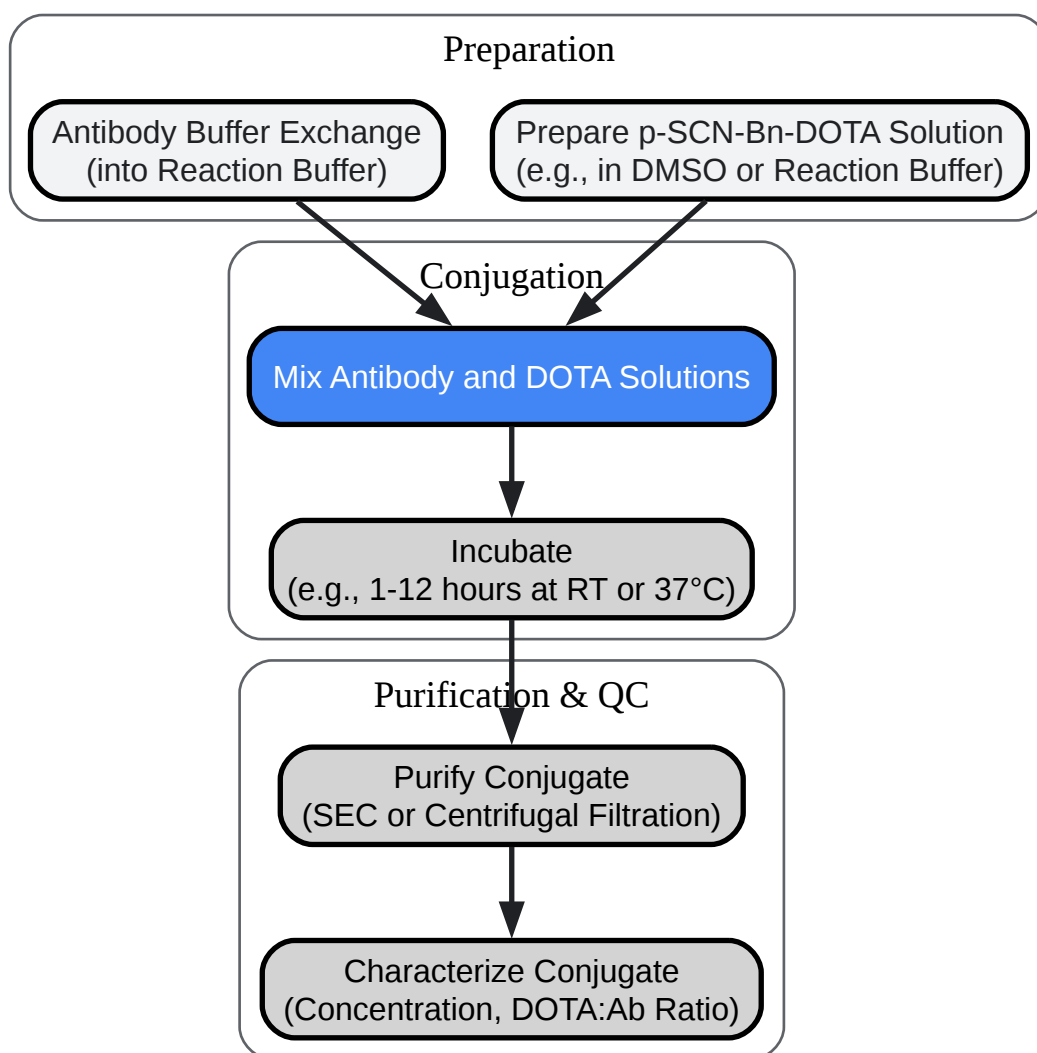 Preparation
Antibody Buffer Exchange
(into Reaction Buffer)
Prepare p-SCN-Bn-DOTA Solution
(e.g., in DMSO or Reaction Buffer)
Conjugation
Mix Antibody and DOTA Solutions
Incubate
(e.g., 1-12 hours at RT or 37°C)
Purification & QC
Purify Conjugate
(SEC or Centrifugal Filtration)
Characterize Conjugate
(Concentration, DOTA:Ab Ratio)